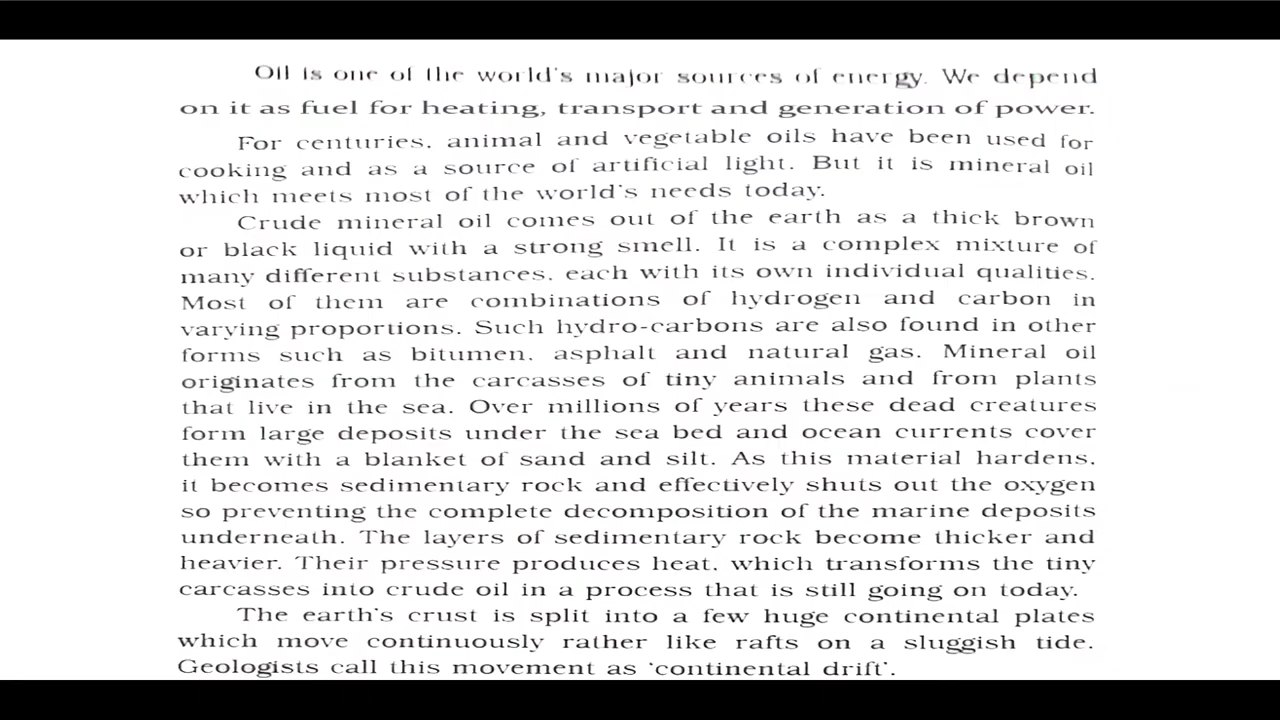 Oil is one of the world's major sources of energy. We depend
on it as fuel for heating, transport and generation of power.
For centuries, animal and vegetable oils have been used for
cooking and as a source of artificial light. But it is mineral oil
which meets most of the world's needs today.
Crude mineral oil comes out of the earth as a thick brown
or black liquid with a strong smell. It is a complex mixture of
many different substances, each with its own individual qualities.
Most of them are combinations of hydrogen and carbon in
varying proportions. Such hydro-carbons are also found in other
forms such as bitumen, asphalt and natural gas. Mineral oil
originates from the carcasses of tiny animals and from plants
that live in the sea. Over millions of years these dead creatures
form large deposits under the sea bed and ocean currents cover
them with a blanket of sand and silt. As this material hardens,
it becomes sedimentary rock and effectively shuts out the oxygen
so preventing the complete decomposition of the marine deposits
underneath. The layers of sedimentary rock become thicker and
heavier. Their pressure produces heat, which transforms the tiny
carcasses into crude oil in a process that is still going on today.
The earth's crust is split into a few huge continental plates
which move continuously rather like rafts on a sluggish tide.
Geologists call this movement as 'continental drift'.